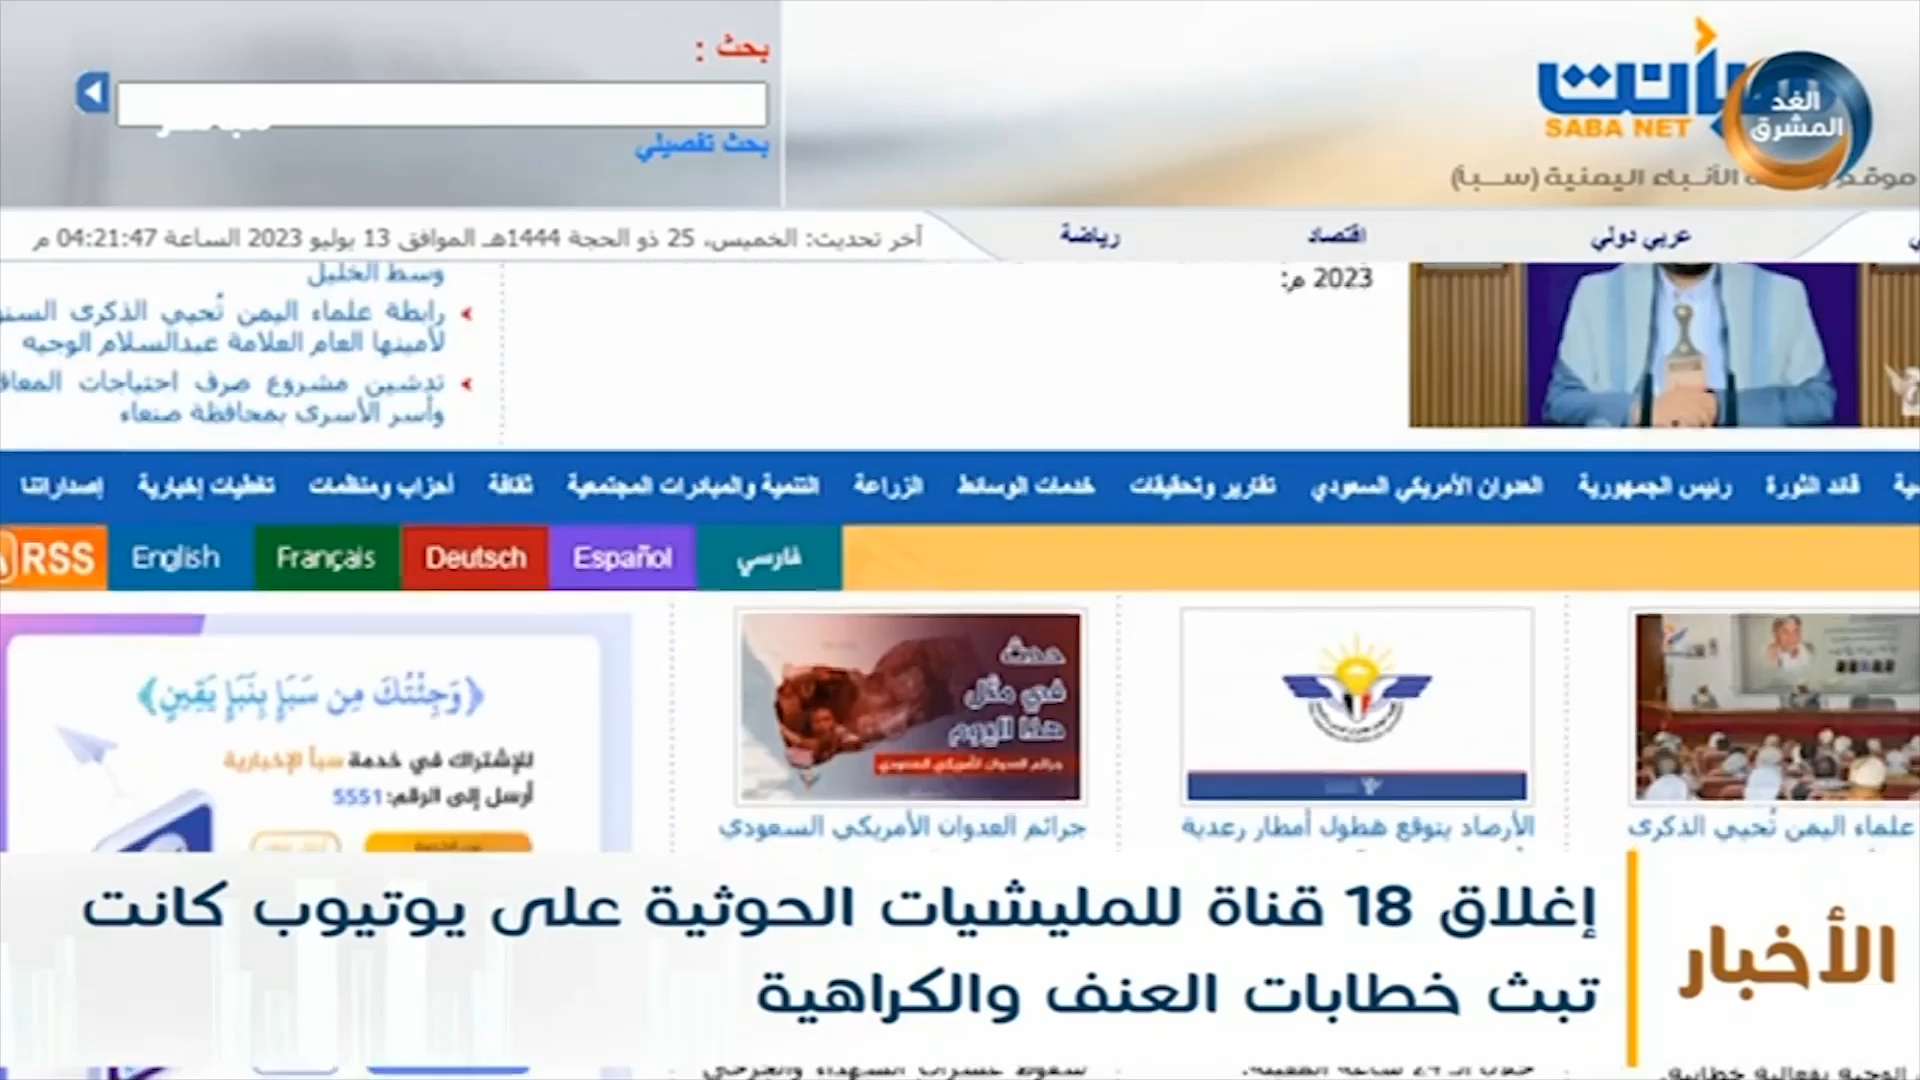 بحث :
بحث تفصيلي
سبأنت
SABA NET
الغد
المشرق
الأنباء اليمنية (سبأ)
عربي دولي
اقتصاد
رياضة
آخر تحديث: الخميس، 25 ذو الحجة 1444هـ الموافق 13 يوليو 2023 الساعة 04:21:47 م
2023 م:
وسط الخليل
رابطة علماء اليمن تُحيي الذكرى
لأمينها العام العلامة عبدالسلام الوجيه
تدشين مشروع صرف احتياجات
وأسر الأسرى بمحافظة صنعاء
قائد الثورة
رئيس الجمهورية
العدوان الأمريكي السعودي
تقارير وتحقيقات
خدمات الوسائط
الزراعة
التنمية والمبادرات المجتمعية
ثقافة
أحزاب ومنظمات
تغطيات إخبارية
إصداراتنا
فارسي
Español
Deutsch
Français
English
RSS
حدث
في مثل
هذا اليوم
جرائم العدوان الأمريكي السعودي
علماء اليمن تُحيي الذكرى
الأرصاد يتوقع هطول أمطار رعدية
جرائم العدوان الأمريكي السعودي
﴿وَجِئْتُكَ مِن سَبَإٍ بِنَبَإٍ يَقِينٍ﴾
للإشتراك في خدمة سبأ الإخبارية
أرسل إلى الرقم: 5551
الأخبار
إغلاق 18 قناة للمليشيات الحوثية على يوتيوب كانت
تبث خطابات العنف والكراهية